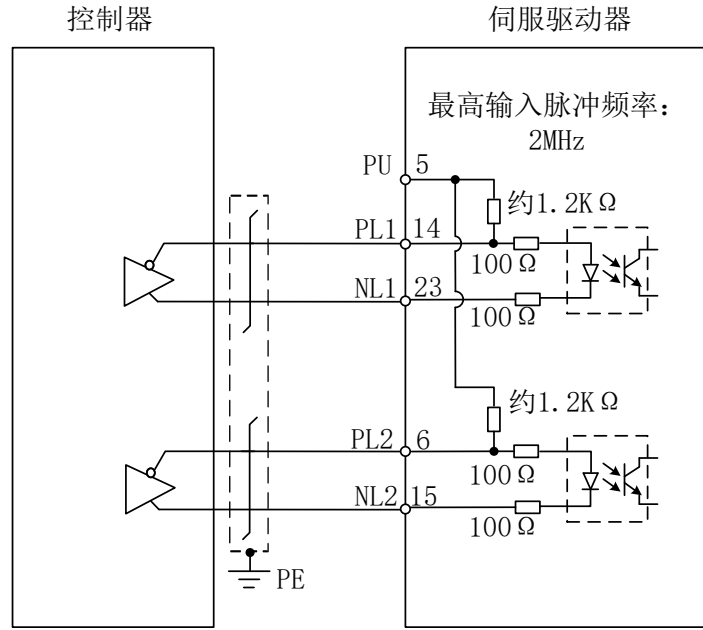 控制器
伺服驱动器
最高输入脉冲频率：
2MHz
PU 5
约1.2KΩ
PL1 14
100Ω
NL1 23
100Ω
约1.2KΩ
PL2 6
100Ω
NL2 15
100Ω
PE